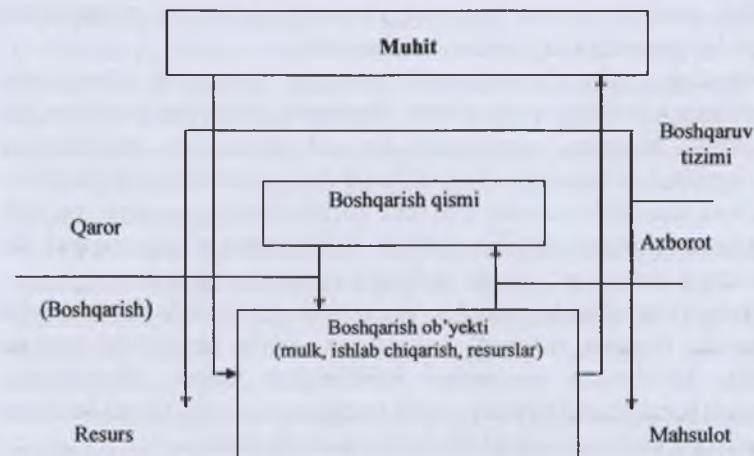 Muhit
Boshqaruv
tizimi
Boshqarish qismi
Qaror
Axborot
(Boshqarish)
Boshqarish ob'yekti
(mulk, ishlab chiqarish, resurslar)
Resurs
Mahsulot